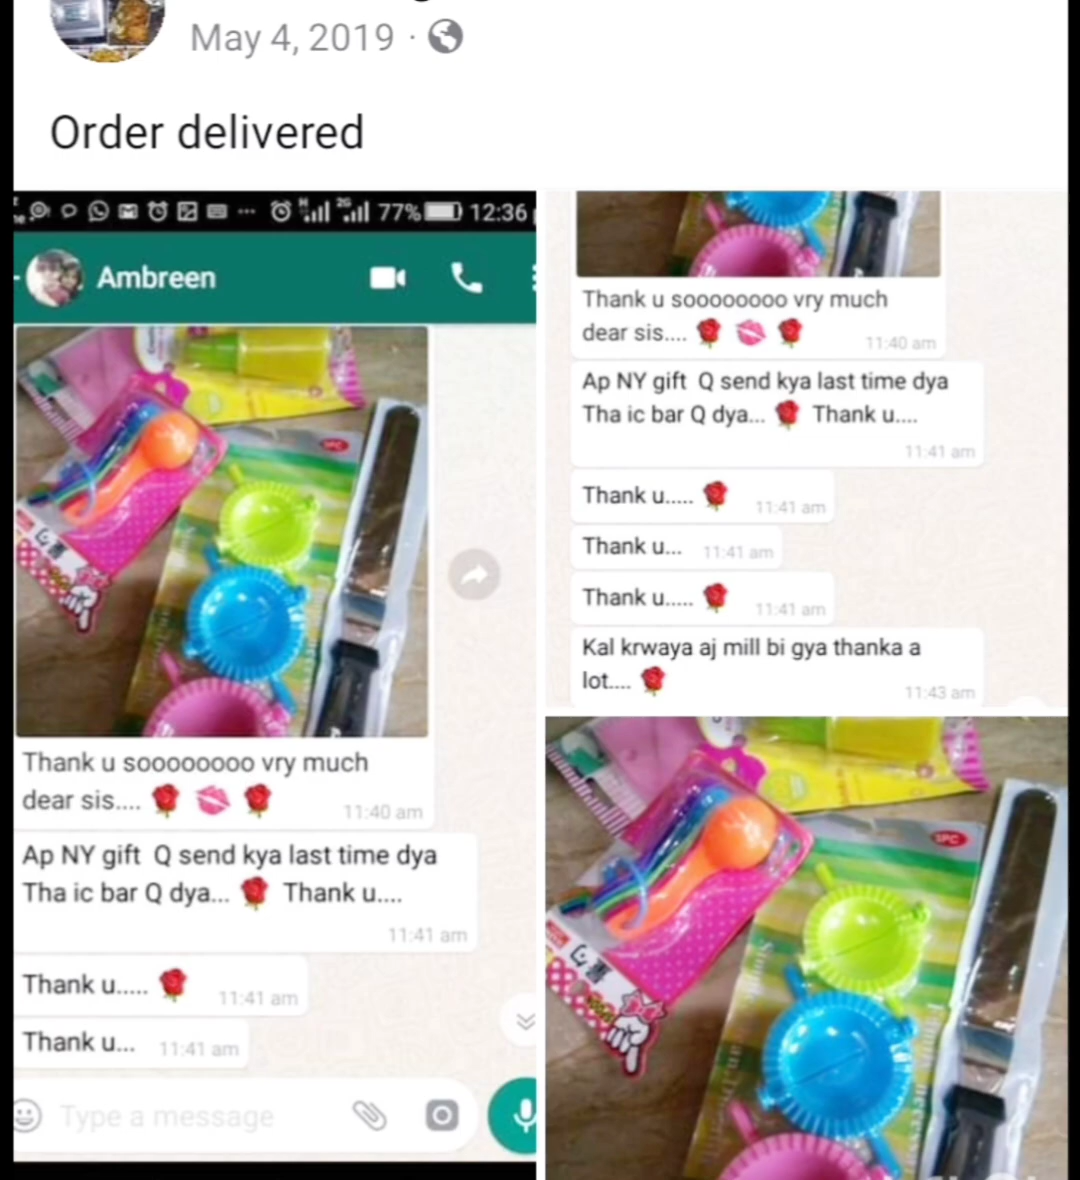 May 4, 2019 ·
Order delivered
77% 12:36
Ambreen
Thank u soooooooo vry much
dear sis.... 🌹 💋 🌹 11:40 am
Ap NY gift Q send kya last time dya
Tha ic bar Q dya... 🌹 Thank u....
11:41 am
Thank u..... 🌹 11:41 am
Thank u... 11:41 am
Type a message
Thank u soooooooo vry much
dear sis.... 🌹 💋 🌹 11:40 am
Ap NY gift Q send kya last time dya
Tha ic bar Q dya... 🌹 Thank u....
11:41 am
Thank u..... 🌹 11:41 am
Thank u... 11:41 am
Thank u..... 🌹 11:41 am
Kal krwaya aj mill bi gya thanka a
lot.... 🌹 11:43 am
3PC